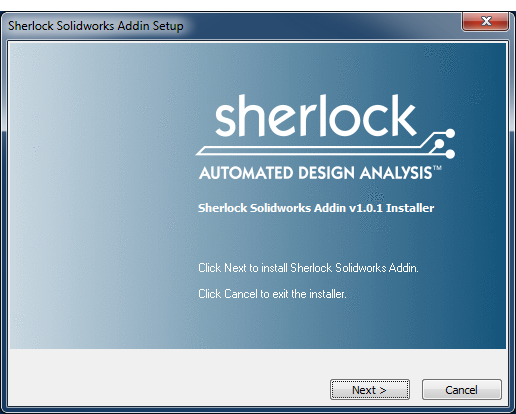 Sherlock Solidworks Addin Setup
sherlock
AUTOMATED DESIGN ANALYSIS™
Sherlock Solidworks Addin v1.0.1 Installer
Click Next to install Sherlock Solidworks Addin.
Click Cancel to exit the installer.
Next > Cancel